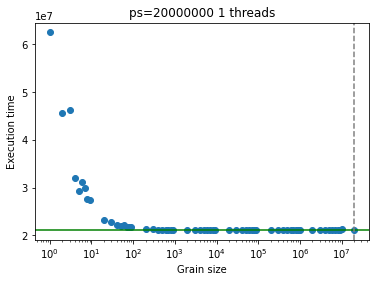 ps=20000000 1 threads
1e7
6
5
4
3
2
Execution time
10⁰ 10¹ 10² 10³ 10⁴ 10⁵ 10⁶ 10⁷
Grain size